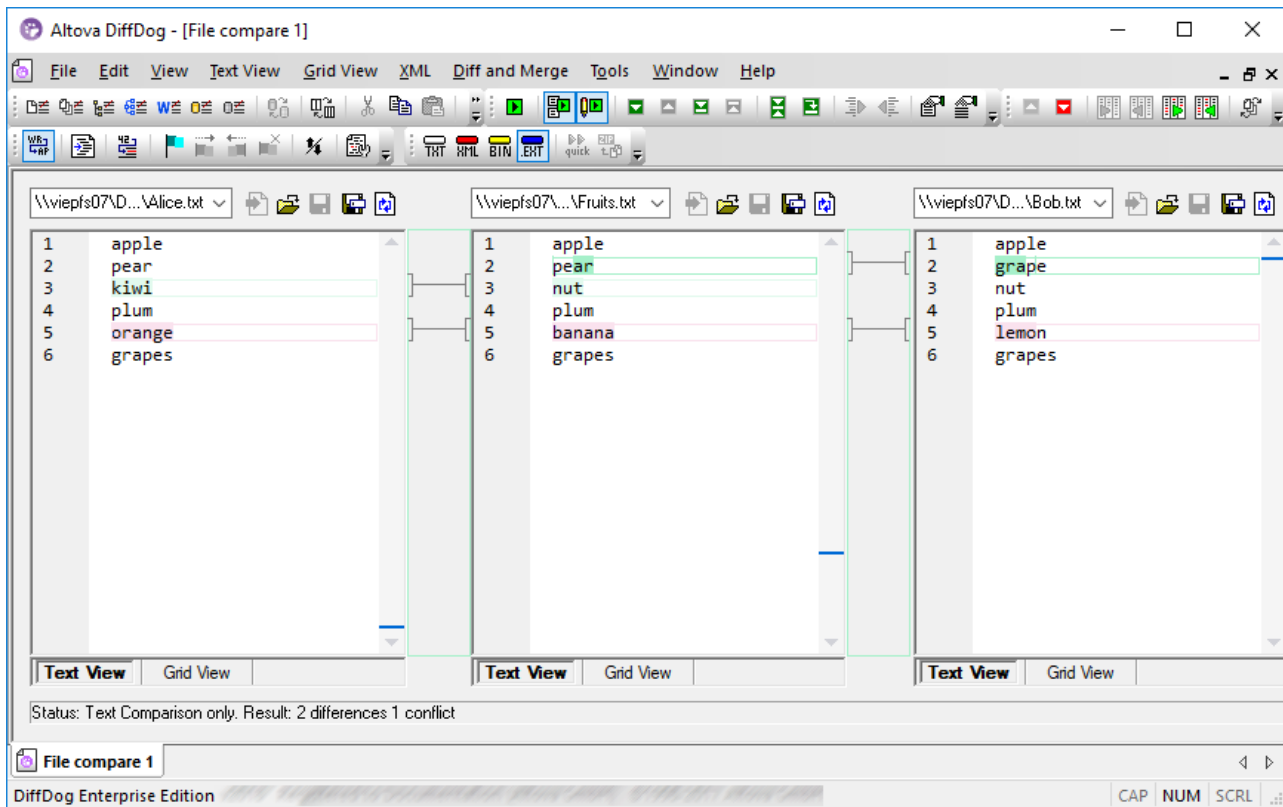 Altova DiffDog - [File compare 1]
File Edit View Text View Grid View XML Diff and Merge Tools Window Help
WR AP TXT XML BIN .EXT quick
\\viepfs07\D...\Alice.txt \\viepfs07\...\Fruits.txt \\viepfs07\D...\Bob.txt
1 apple 1 apple 1 apple
2 pear 2 pear 2 grape
3 kiwi 3 nut 3 nut
4 plum 4 plum 4 plum
5 orange 5 banana 5 lemon
6 grapes 6 grapes 6 grapes
Text View Grid View Text View Grid View Text View Grid View
Status: Text Comparison only. Result: 2 differences 1 conflict
File compare 1
DiffDog Enterprise Edition CAP NUM SCRL